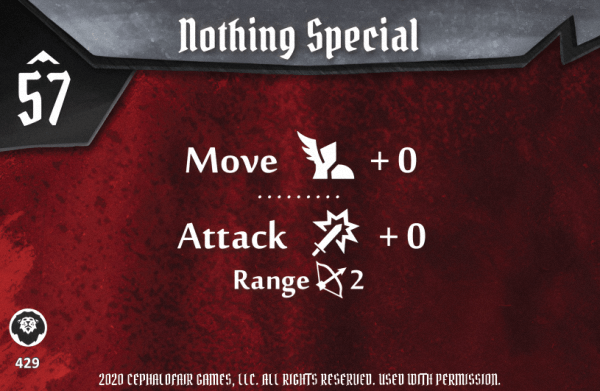 Nothing Special
57
Move + 0
Attack + 0
Range 2
429
2020 CEPHALOFAIR GAMES, LLC. ALL RIGHTS RESERVED. USED WITH PERMISSION.